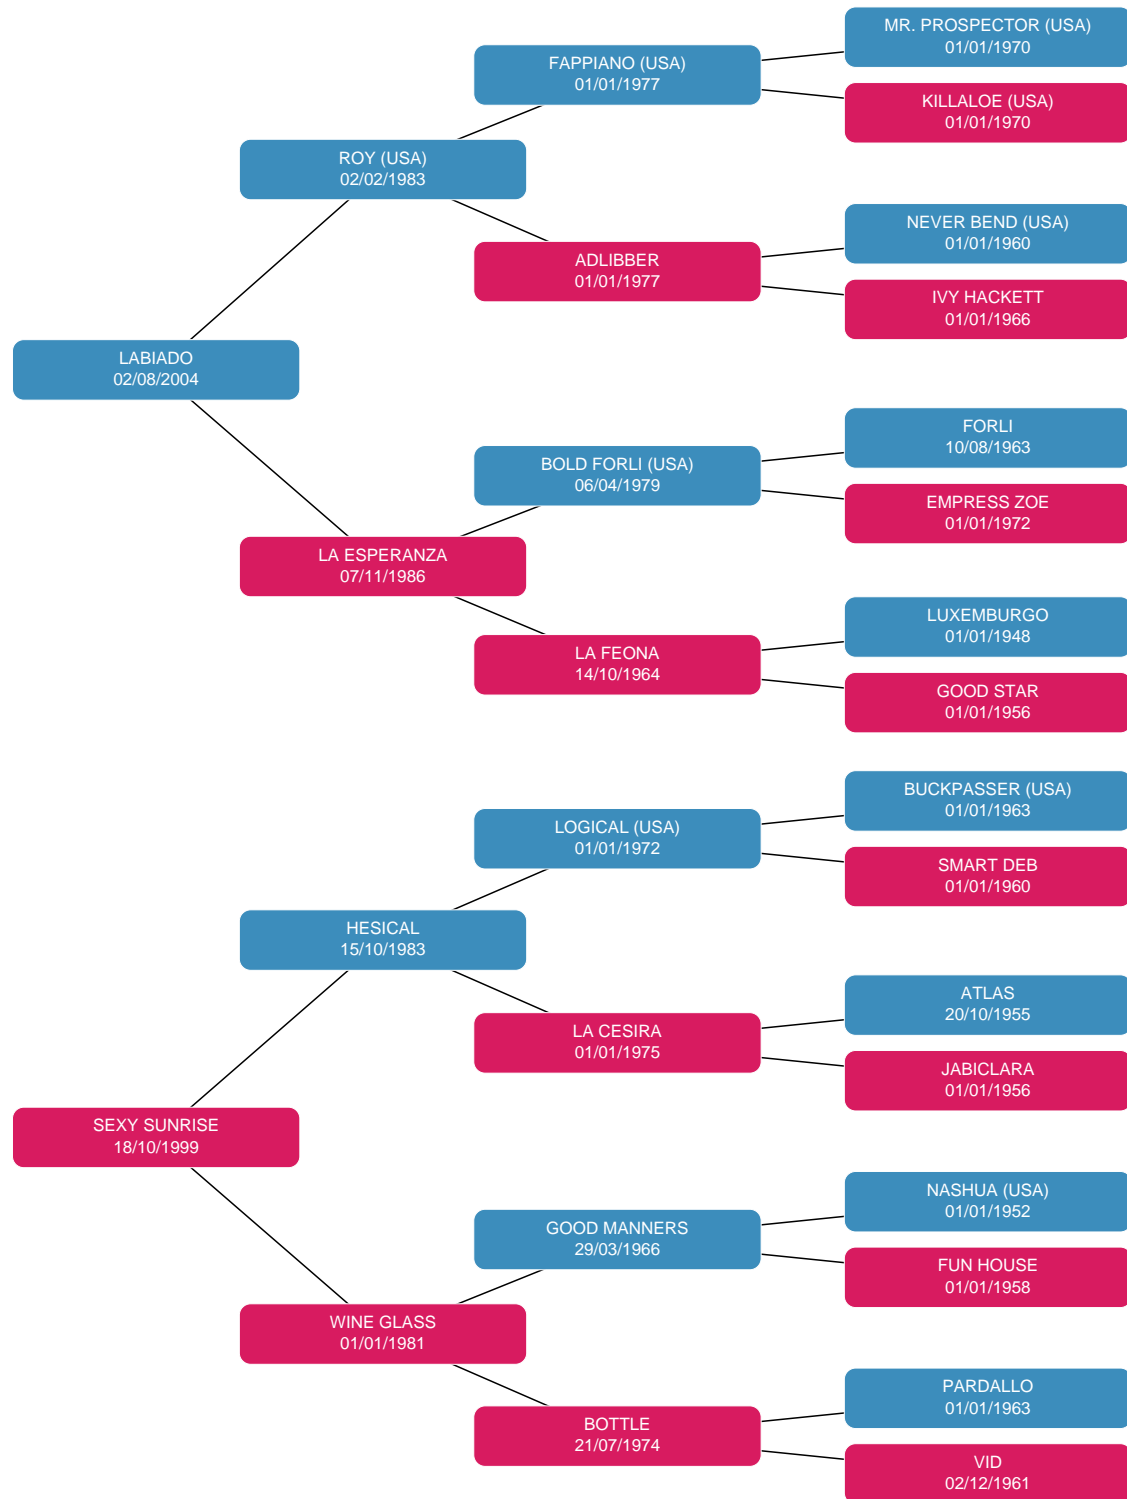 MR. PROSPECTOR (USA)
01/01/1970
FAPPIANO (USA)
01/01/1977
KILLALOE (USA)
01/01/1970
ROY (USA)
02/02/1983
NEVER BEND (USA)
01/01/1960
ADLIBBER
01/01/1977
IVY HACKETT
01/01/1966
LABIADO
02/08/2004
FORLI
10/08/1963
BOLD FORLI (USA)
06/04/1979
EMPRESS ZOE
01/01/1972
LA ESPERANZA
07/11/1986
LUXEMBURGO
01/01/1948
LA FEONA
14/10/1964
GOOD STAR
01/01/1956
BUCKPASSER (USA)
01/01/1963
LOGICAL (USA)
01/01/1972
SMART DEB
01/01/1960
HESICAL
15/10/1983
ATLAS
20/10/1955
LA CESIRA
01/01/1975
JABICLARA
01/01/1956
SEXY SUNRISE
18/10/1999
NASHUA (USA)
01/01/1952
GOOD MANNERS
29/03/1966
FUN HOUSE
01/01/1958
WINE GLASS
01/01/1981
PARDALLO
01/01/1963
BOTTLE
21/07/1974
VID
02/12/1961